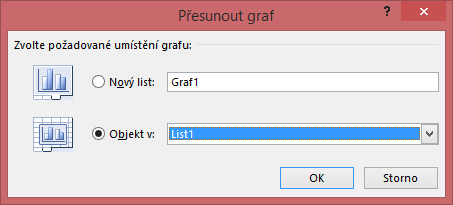 Přesunout graf
Zvolte požadované umístění grafu:
Nový list: Graf1
Objekt v: List1
OK Storno